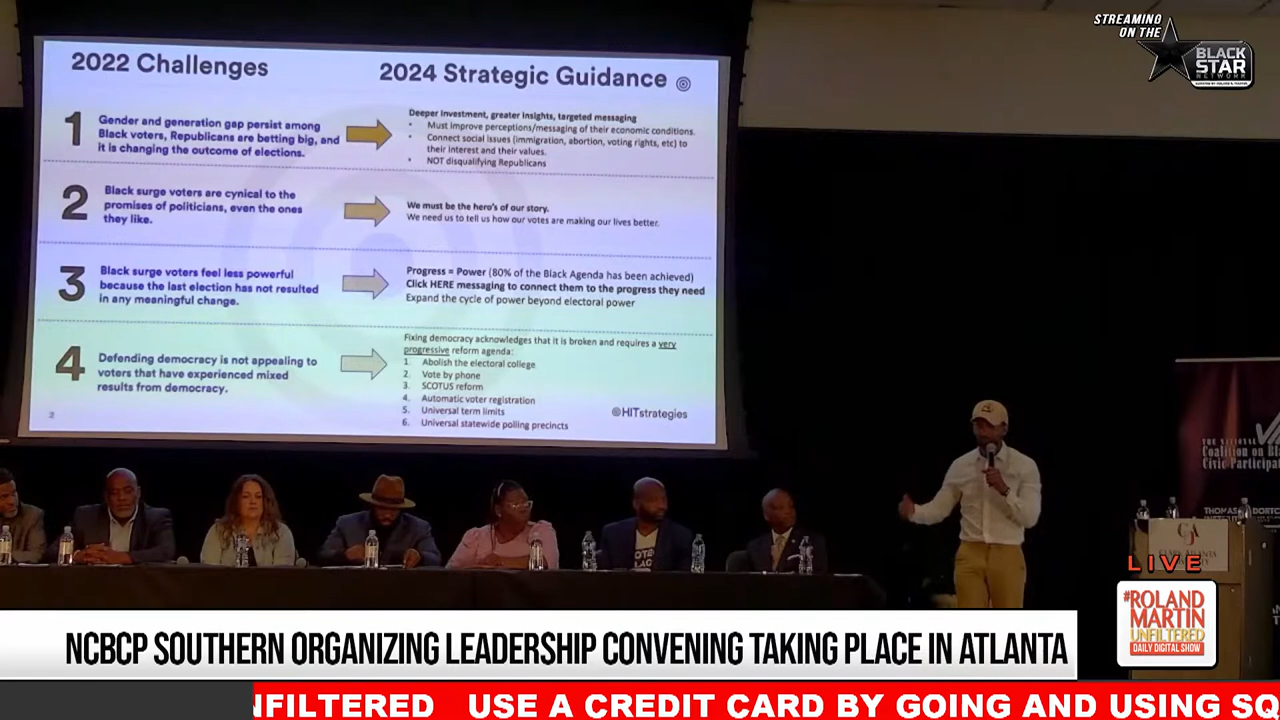 STREAMING
ON THE
BLACK
STAR
NETWORK
2022 Challenges
2024 Strategic Guidance
1
Gender and generation gap persist among
Black voters, Republicans are betting big, and
it is changing the outcome of elections.
Deeper Investment, greater insights, targeted messaging
• Must improve perceptions/messaging of their economic conditions.
• Connect social issues (immigration, abortion, voting rights, etc) to
their interest and their values.
• NOT disqualifying Republicans
2
Black surge voters are cynical to the
promises of politicians, even the ones
they like.
We must be the hero's of our story.
We need us to tell us how our votes are making our lives better.
3
Black surge voters feel less powerful
because the last election has not resulted
in any meaningful change.
Progress = Power (80% of the Black Agenda has been achieved)
Click HERE messaging to connect them to the progress they need
Expand the cycle of power beyond electoral power
4
Defending democracy is not appealing to
voters that have experienced mixed
results from democracy.
Fixing democracy acknowledges that it is broken and requires a very
progressive reform agenda:
1. Abolish the electoral college
2. Vote by phone
3. SCOTUS reform
4. Automatic voter registration
5. Universal term limits
6. Universal statewide polling precincts
2
@HITstrategies
THE NATIONAL
Coalition on Bl
Civic Participat
THOMAS
DORTC
LIVE
#ROLAND
MARTIN
UNFILTERED
DAILY DIGITAL SHOW
NCBCP SOUTHERN ORGANIZING LEADERSHIP CONVENING TAKING PLACE IN ATLANTA
NFILTERED USE A CREDIT CARD BY GOING AND USING SQ